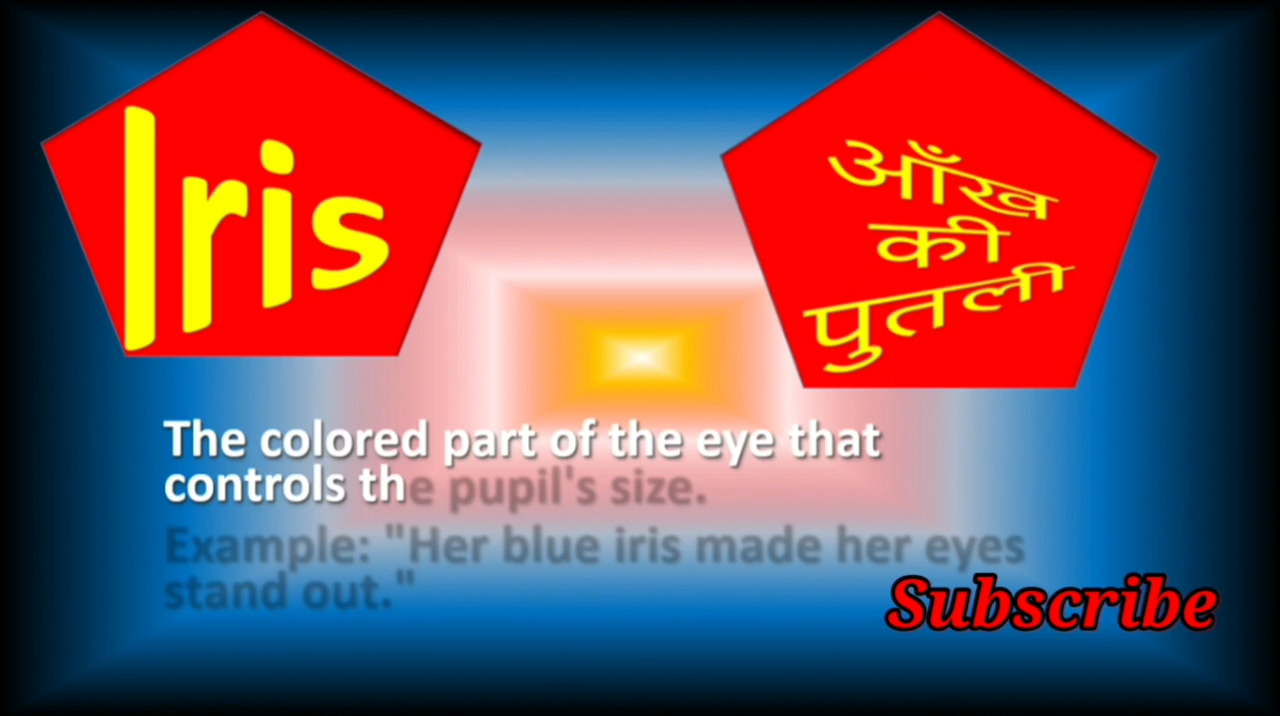 Iris
आँख
की
पुतली
The colored part of the eye that
controls the pupil's size.
Example: "Her blue iris made her eyes
stand out."
Subscribe